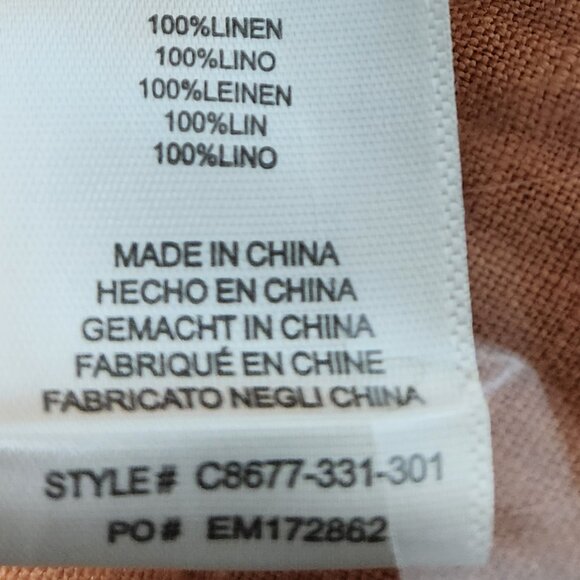 100%LINEN
100%LINO
100%LEINEN
100%LIN
100%LINO
MADE IN CHINA
HECHO EN CHINA
GEMACHT IN CHINA
FABRIQUÉ EN CHINE
FABRICATO NEGLI CHINA
STYLE# C8677-331-301
PO# EM172862